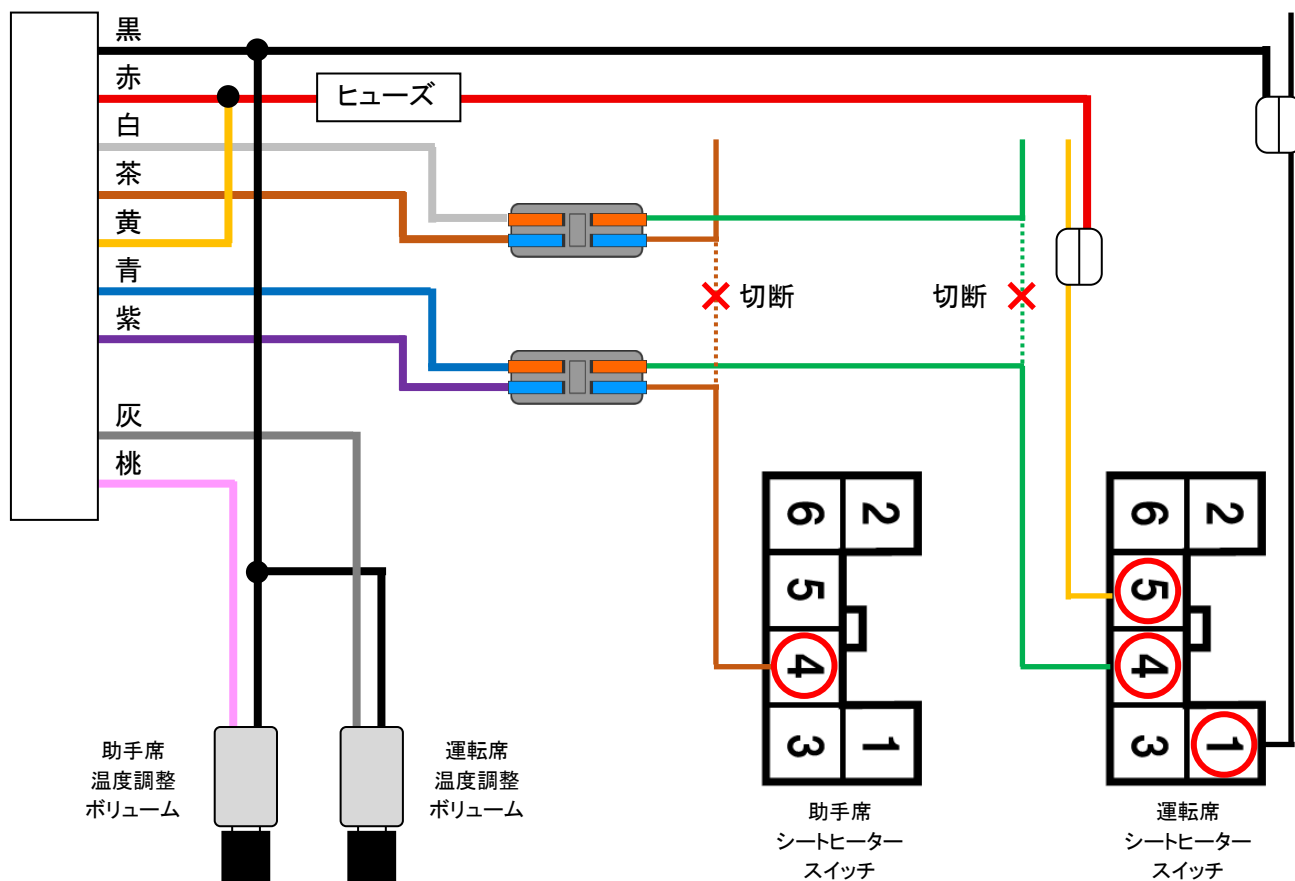 黒
赤
ヒューズ
白
茶
黄
青
切断
切断
紫
灰
桃
6 2
5
4
3 1
6 2
5
4
3 1
助手席
温度調整
ボリューム
運転席
温度調整
ボリューム
助手席
シートヒーター
スイッチ
運転席
シートヒーター
スイッチ